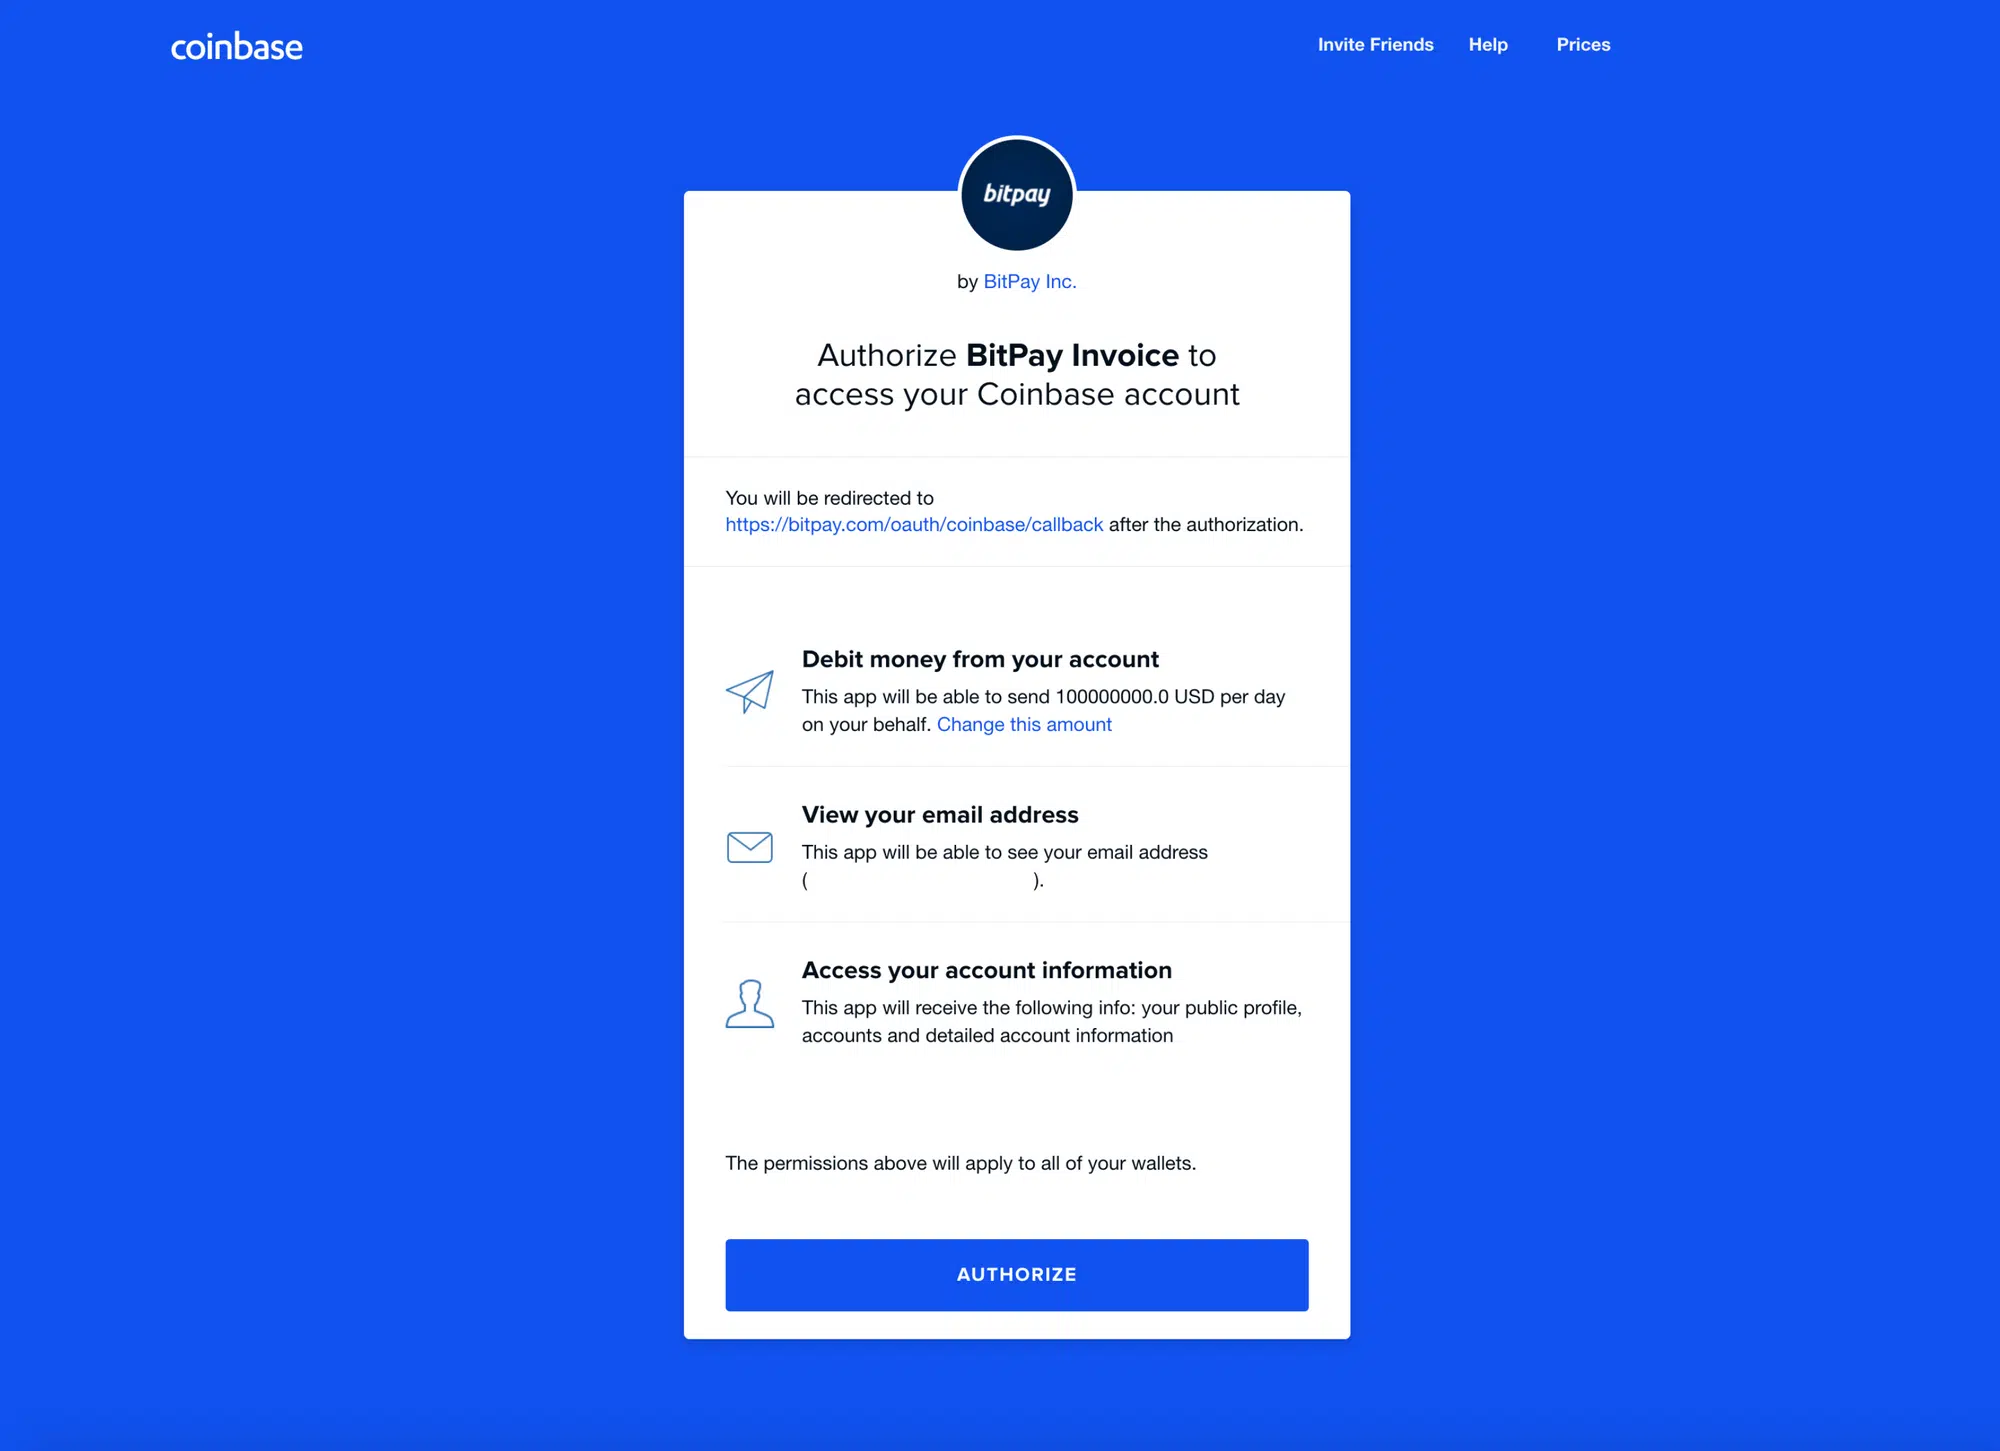 coinbase
Invite Friends Help Prices
bitpay
by BitPay Inc.
Authorize BitPay Invoice to
access your Coinbase account
You will be redirected to
https://bitpay.com/oauth/coinbase/callback after the authorization.
Debit money from your account
This app will be able to send 100000000.0 USD per day
on your behalf. Change this amount
View your email address
This app will be able to see your email address
( ).
Access your account information
This app will receive the following info: your public profile,
accounts and detailed account information
The permissions above will apply to all of your wallets.
AUTHORIZE